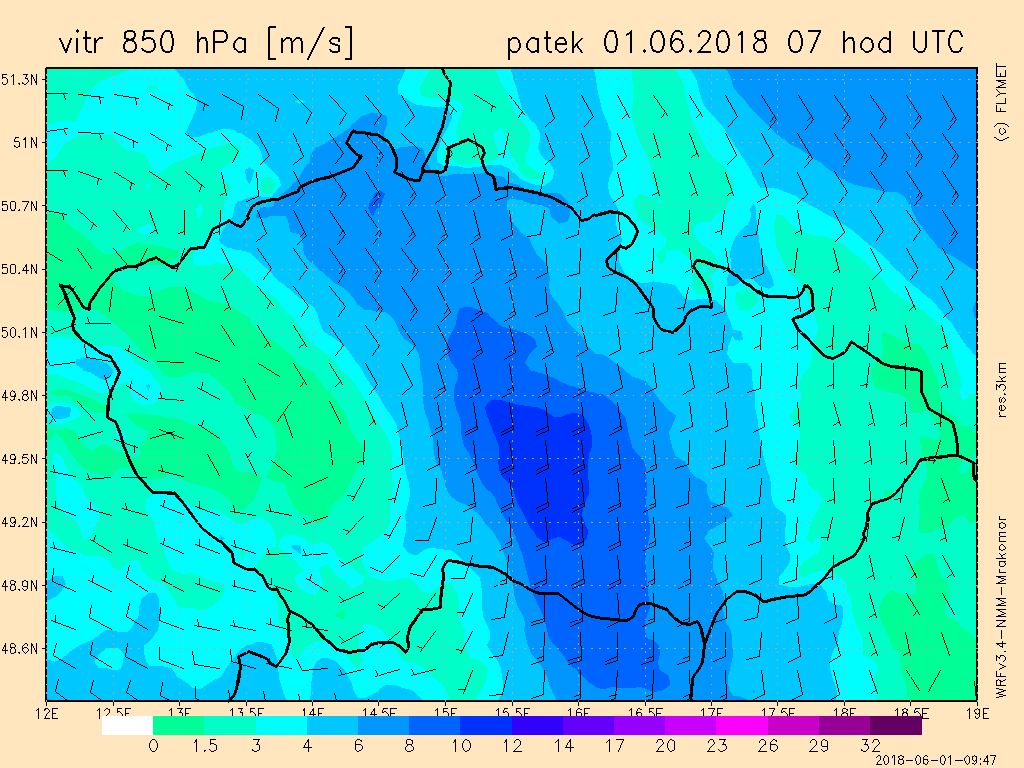 vitr 850 hPa [m/s] patek 01.06.2018 07 hod UTC
51.3N
51N
50.7N
50.4N
50.1N
49.8N
49.5N
49.2N
48.9N
48.6N
12E 12.5E 13E 13.5E 14E 14.5E 15E 15.5E 16E 16.5E 17E 17.5E 18E 18.5E 19E
0 1.5 3 4 6 8 10 12 14 17 20 23 26 29 32
(c) FLYMET
res.3km
WRFv3.4-NMM-Mrakomor
2018-06-01-09:47